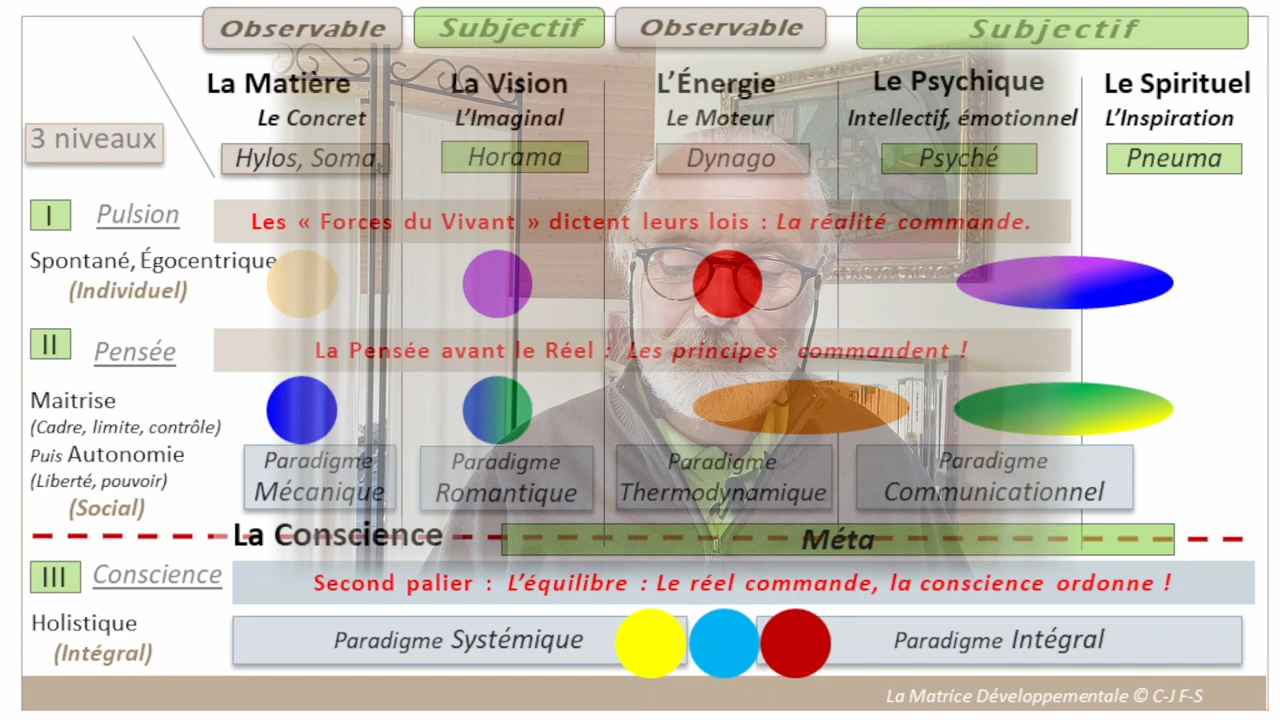 Observable Subjectif Observable Subjectif
La Matière La Vision L’Énergie Le Psychique Le Spirituel
Le Concret L’Imaginal Le Moteur Intellectif, émotionnel L’Inspiration
3 niveaux
Hylos, Soma Horama Dynago Psyché Pneuma
I Pulsion
Les « Forces du Vivant » dictent leurs lois : La réalité commande.
Spontané, Égocentrique
(Individuel)
II Pensée
La Pensée avant le Réel : Les principes commandent !
Maitrise
(Cadre, limite, contrôle)
Puis Autonomie
(Liberté, pouvoir)
(Social)
Paradigme Paradigme Paradigme Paradigme
Mécanique Romantique Thermodynamique Communicationnel
La Conscience Méta
III Conscience
Second palier : L’équilibre : Le réel commande, la conscience ordonne !
Holistique
(Intégral)
Paradigme Systémique Paradigme Intégral
La Matrice Développementale © C-J F-S